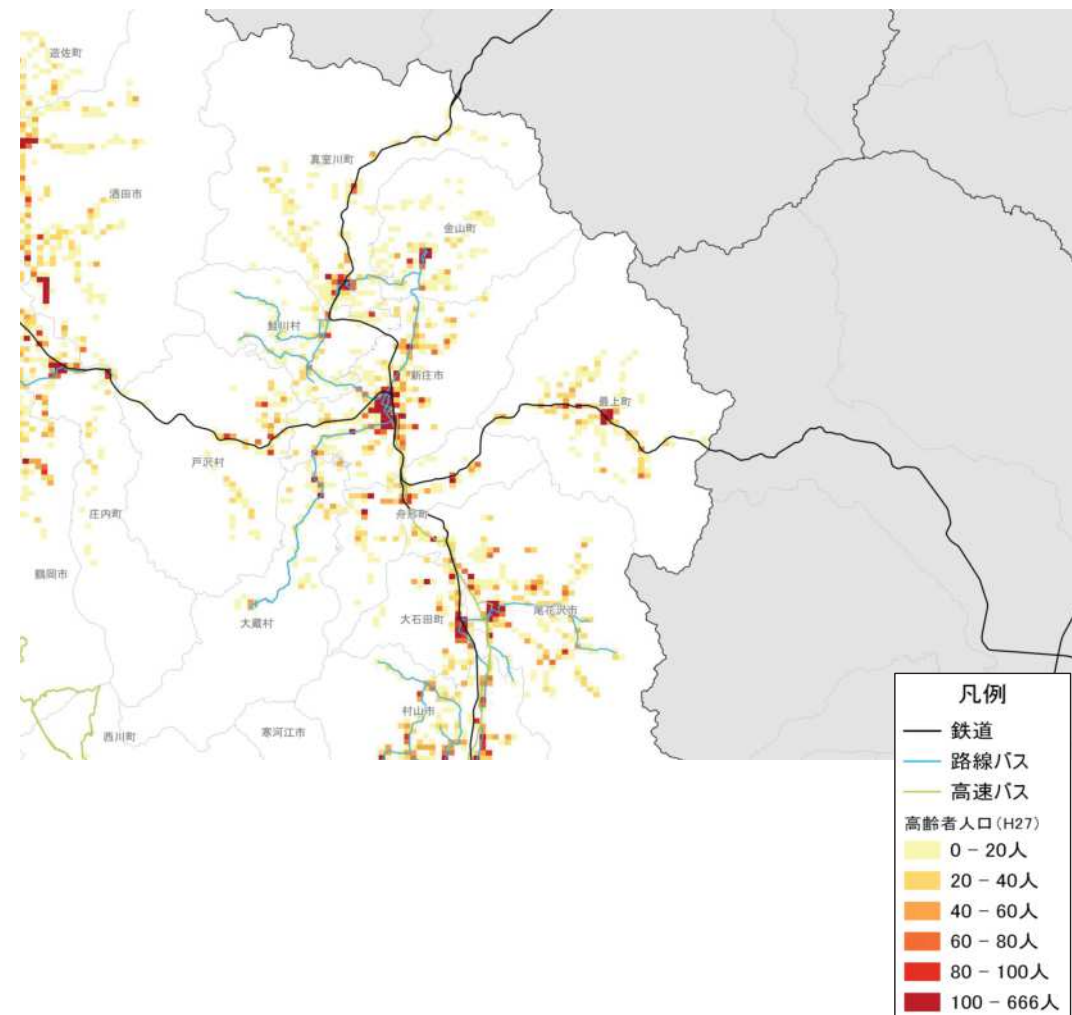 遊佐町
真室川町
酒田市
金山町
鮭川村
新庄市
最上町
戸沢村
庄内町
舟形町
鶴岡市
大蔵村
大石田町
尾花沢市
村山市
西川町
寒河江市
凡例
鉄道
路線バス
高速バス
高齢者人口(H27)
0 - 20人
20 - 40人
40 - 60人
60 - 80人
80 - 100人
100 - 666人